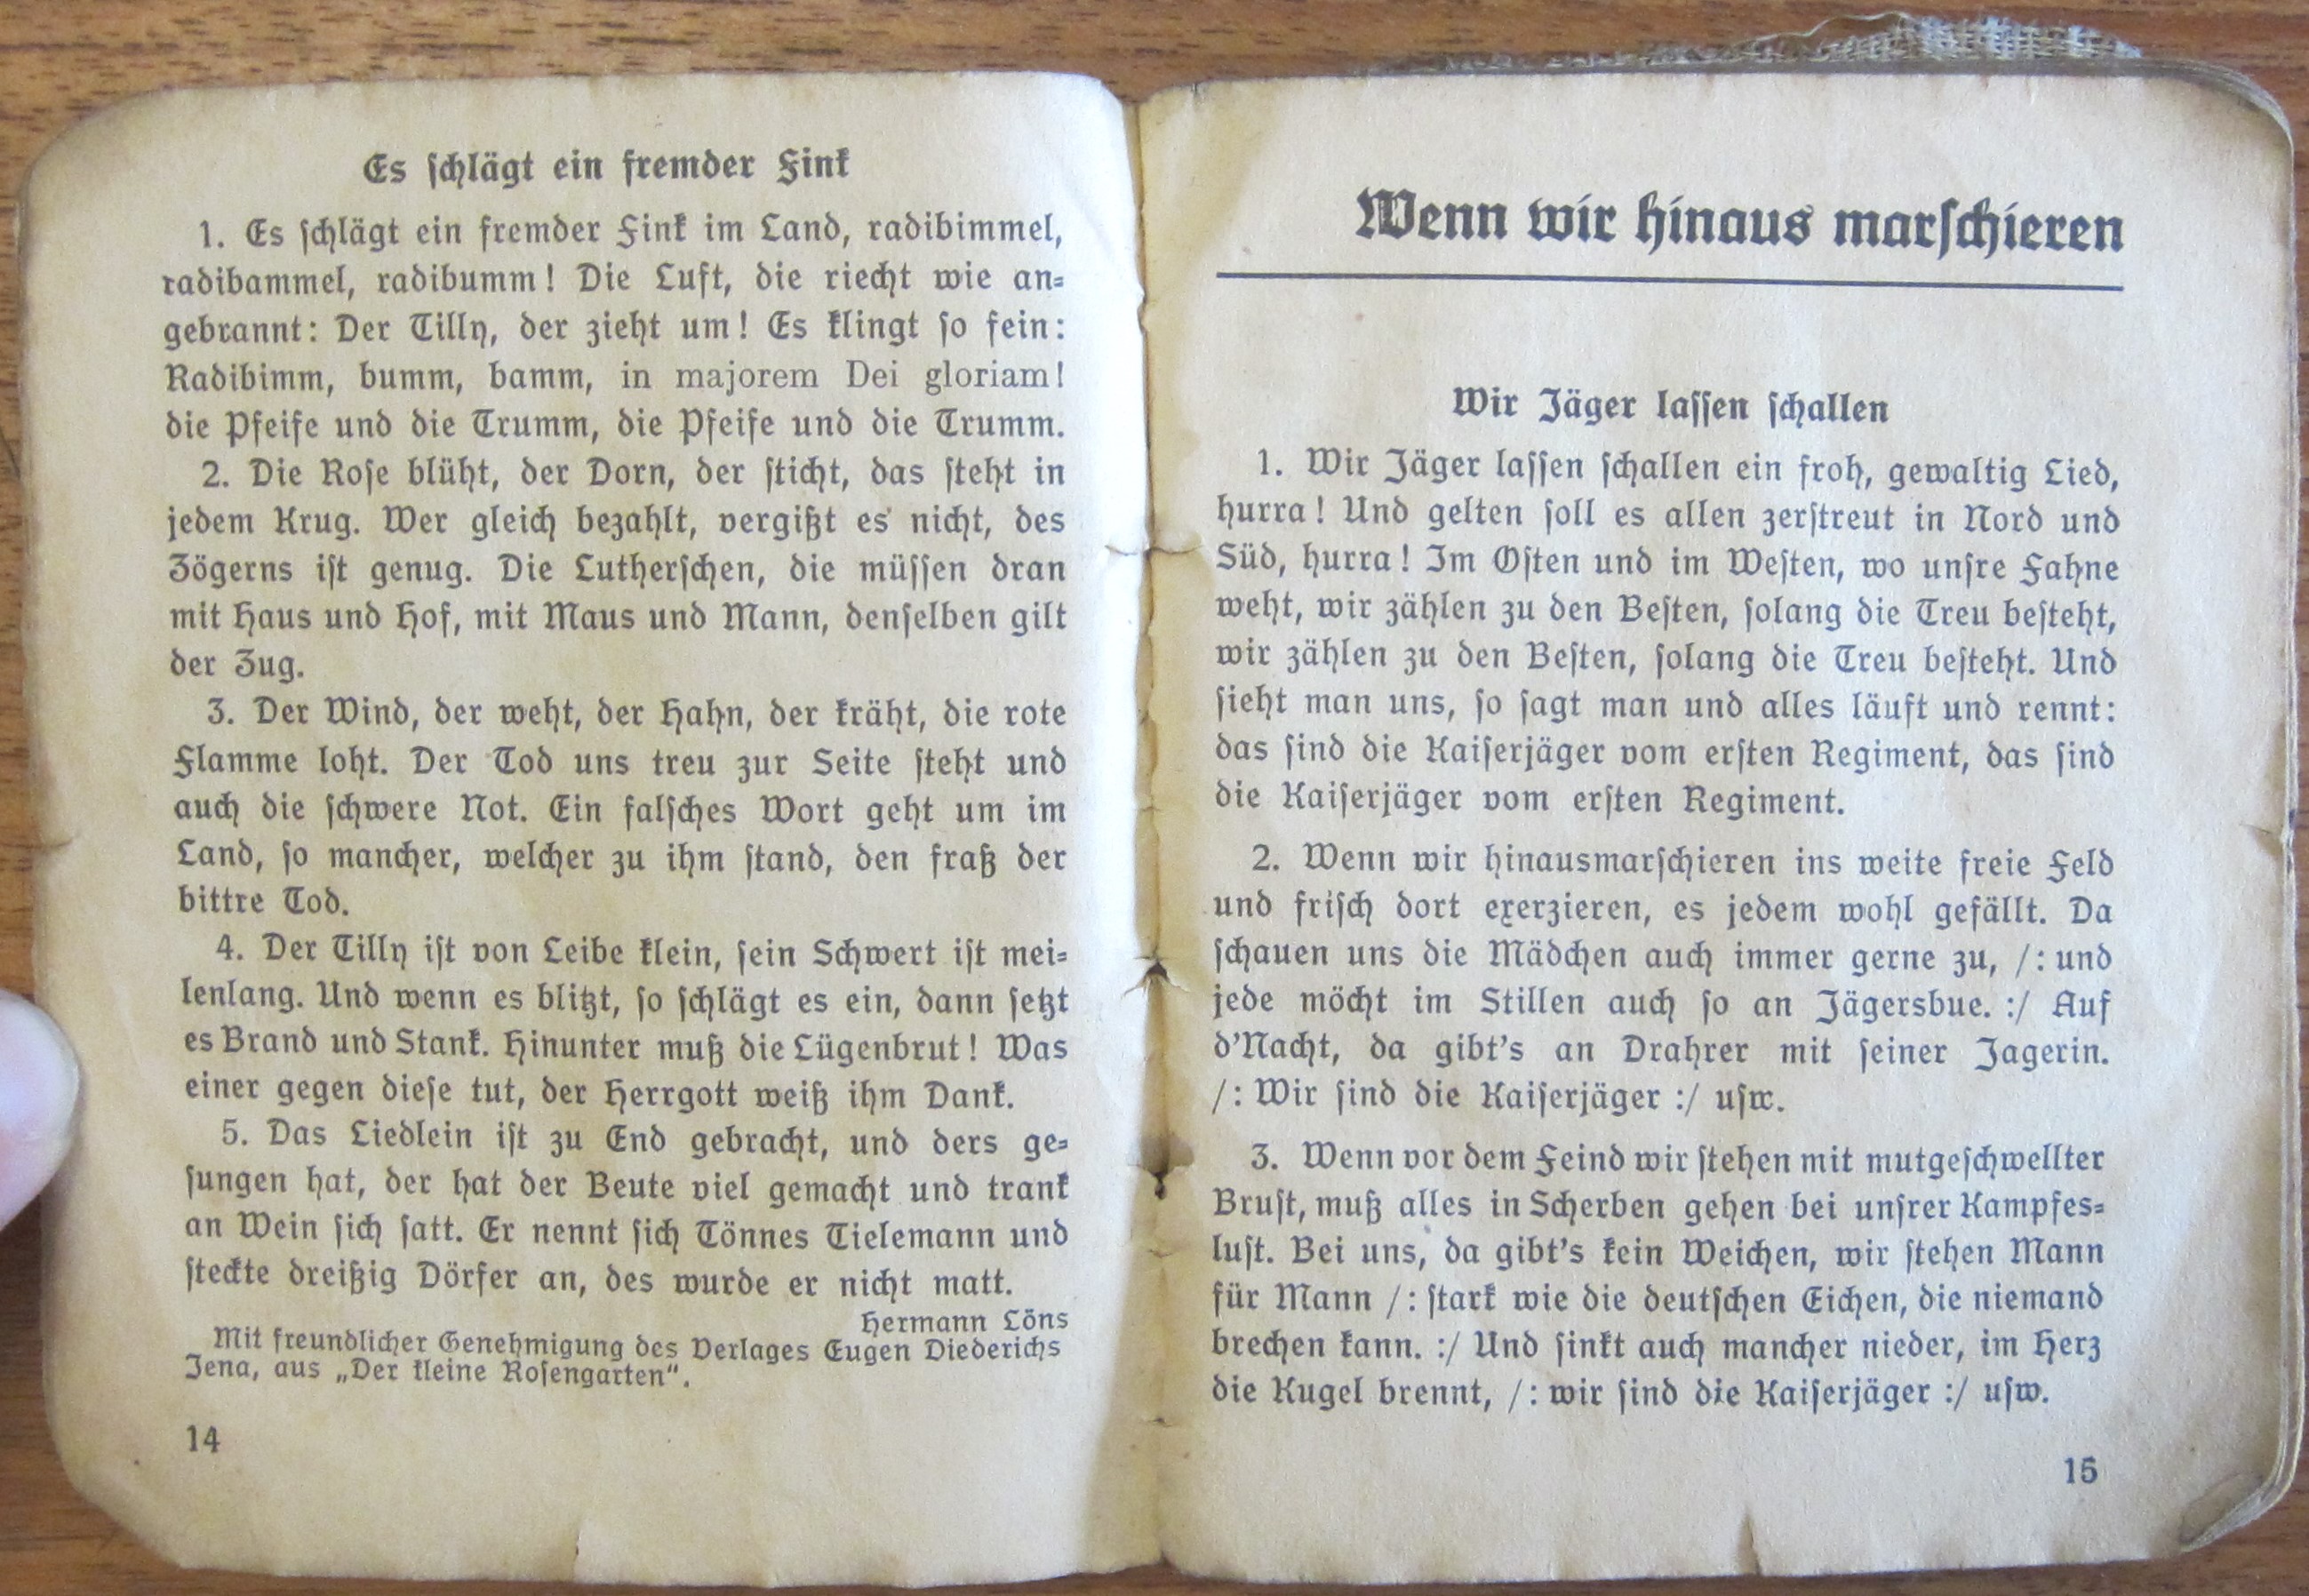 Es schlägt ein fremder Fink
1. Es schlägt ein fremder Fink im Land, radibimmel,
radibammel, radibumm! Die Luft, die riecht wie an=
gebrannt: Der Tilly, der zieht um! Es klingt so fein:
Radibimm, bumm, bamm, in majorem Dei gloriam!
die Pfeife und die Trumm, die Pfeife und die Trumm.
2. Die Rose blüht, der Dorn, der sticht, das steht in
jedem Krug. Wer gleich bezahlt, vergißt es nicht, des
Zögerns ist genug. Die Lutherschen, die müssen dran
mit Haus und Hof, mit Maus und Mann, denselben gilt
der Zug.
3. Der Wind, der weht, der Hahn, der kräht, die rote
Flamme loht. Der Tod uns treu zur Seite steht und
auch die schwere Not. Ein falsches Wort geht um im
Land, so mancher, welcher zu ihm stand, den fraß der
bittre Tod.
4. Der Tilly ist von Leibe klein, sein Schwert ist mei=
lenlang. Und wenn es blitzt, so schlägt es ein, dann setzt
es Brand und Stank. Hinunter muß die Lügenbrut! Was
einer gegen diese tut, der Herrgott weiß ihm Dank.
5. Das Liedlein ist zu End gebracht, und ders ge=
sungen hat, der hat der Beute viel gemacht und trank
an Wein sich satt. Er nennt sich Tönnes Tielemann und
steckte dreißig Dörfer an, des wurde er nicht matt.
Hermann Löns
Mit freundlicher Genehmigung des Verlages Eugen Diederichs
Jena, aus „Der kleine Rosengarten“.
14
Wenn wir hinaus marschieren
Wir Jäger lassen schallen
1. Wir Jäger lassen schallen ein froh, gewaltig Lied,
hurra! Und gelten soll es allen zerstreut in Nord und
Süd, hurra! Im Osten und im Westen, wo unsre Fahne
weht, wir zählen zu den Besten, solang die Treu besteht,
wir zählen zu den Besten, solang die Treu besteht. Und
sieht man uns, so sagt man und alles läuft und rennt:
das sind die Kaiserjäger vom ersten Regiment, das sind
die Kaiserjäger vom ersten Regiment.
2. Wenn wir hinausmarschieren ins weite freie Feld
und frisch dort exerzieren, es jedem wohl gefällt. Da
schauen uns die Mädchen auch immer gerne zu, /: und
jede möcht im Stillen auch so an Jägersbue. :/ Auf
d'Nacht, da gibt's an Drahrer mit seiner Jagerin.
/: Wir sind die Kaiserjäger :/ usw.
3. Wenn vor dem Feind wir stehen mit mutgeschwellter
Brust, muß alles in Scherben gehen bei unsrer Kampfes=
lust. Bei uns, da gibt's kein Weichen, wir stehen Mann
für Mann /: stark wie die deutschen Eichen, die niemand
brechen kann. :/ Und sinkt auch mancher nieder, im Herz
die Kugel brennt, /: wir sind die Kaiserjäger :/ usw.
15